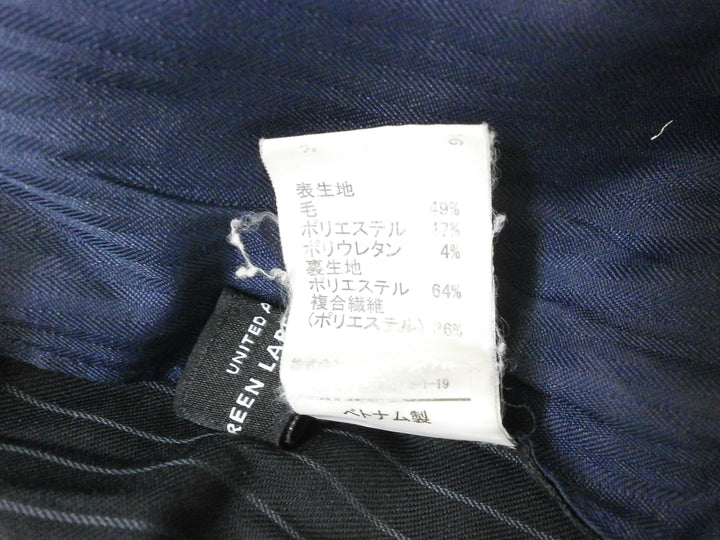 表生地
毛 49%
ポリエステル 47%
ポリウレタン 4%
裏生地
ポリエステル 64%
複合繊維
(ポリエステル) 36%
-19
ベトナム製
UNITED A
REEN LAB